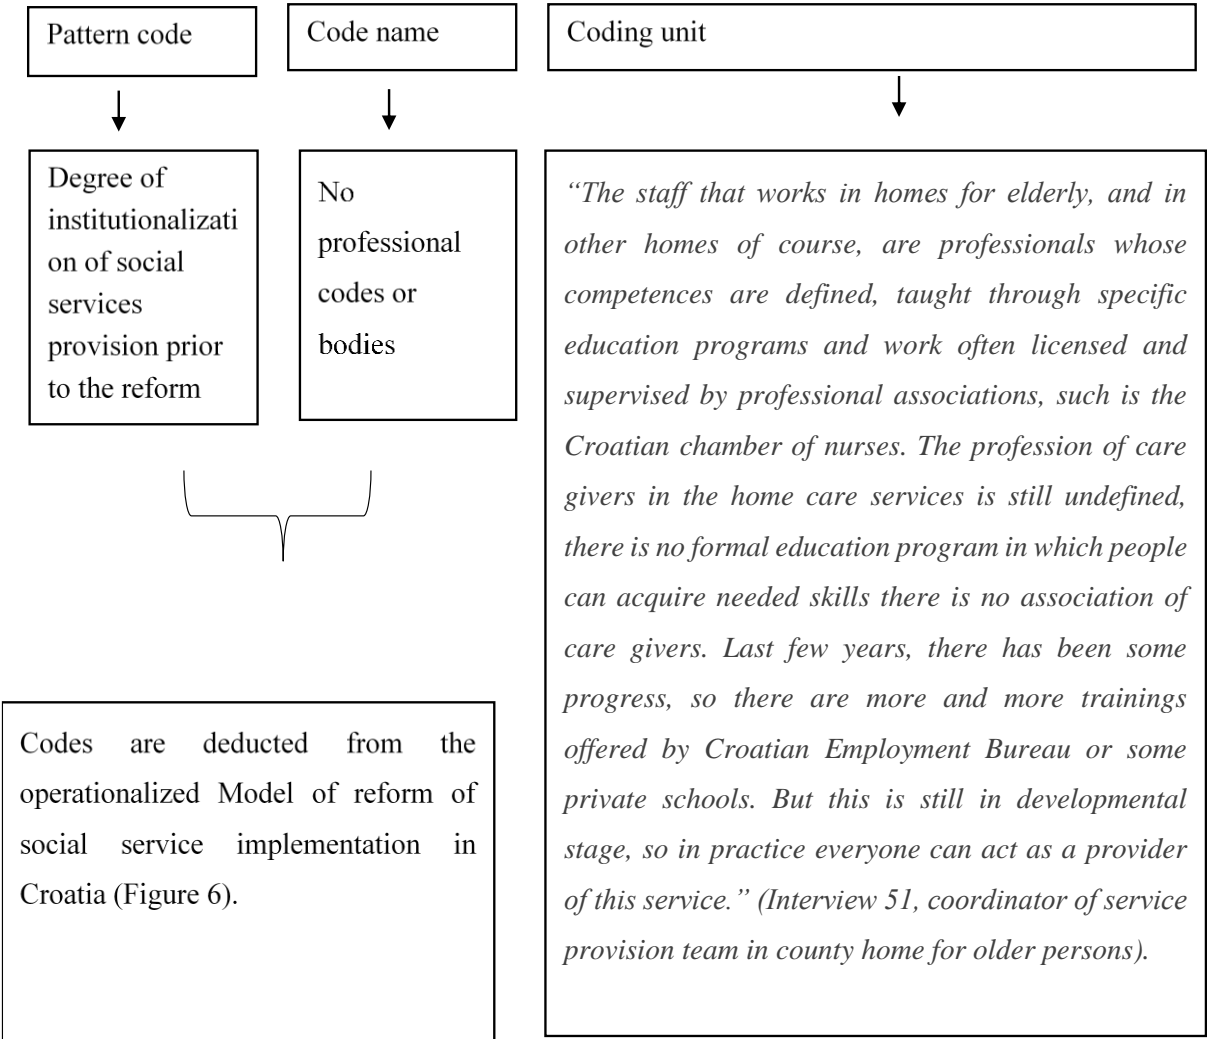 Pattern code
Code name
Coding unit
Degree of
institutionalizati
on of social
services
provision prior
to the reform
No
professional
codes or
bodies
“The staff that works in homes for elderly, and in
other homes of course, are professionals whose
competences are defined, taught through specific
education programs and work often licensed and
supervised by professional associations, such is the
Croatian chamber of nurses. The profession of care
givers in the home care services is still undefined,
there is no formal education program in which people
can acquire needed skills there is no association of
care givers. Last few years, there has been some
progress, so there are more and more trainings
offered by Croatian Employment Bureau or some
private schools. But this is still in developmental
stage, so in practice everyone can act as a provider
of this service.” (Interview 51, coordinator of service
provision team in county home for older persons).
Codes are deducted from the
operationalized Model of reform of
social service implementation in
Croatia (Figure 6).